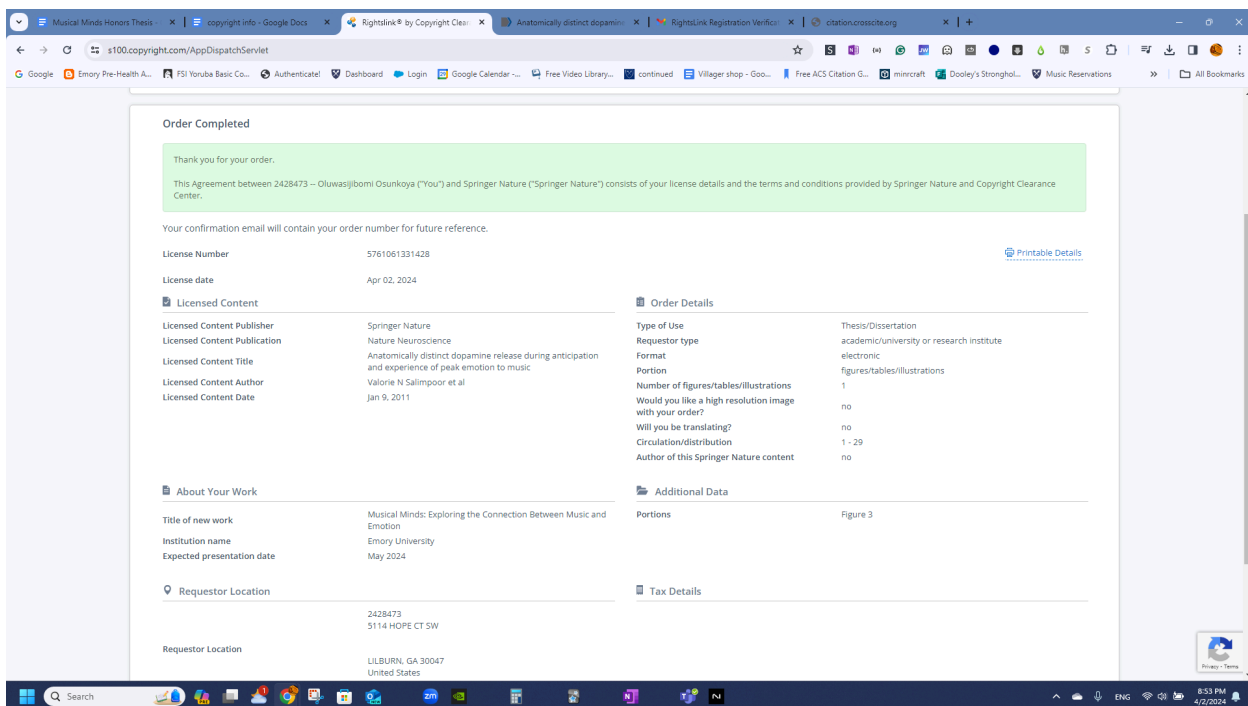 Musical Minds Honors Thesis -
copyright info - Google Docs
Rightslink® by Copyright Clear
Anatomically distinct dopamine
RightsLink Registration Verificat
citation.crosscite.org
s100.copyright.com/AppDispatchServlet
Google
Emory Pre-Health A...
FSI Yoruba Basic Co...
Authenticate!
Dashboard
Login
Google Calendar -...
Free Video Library...
continued
Villager shop - Goo...
Free ACS Citation G...
minrcraft
Dooley's Stronghol...
Music Reservations
»
All Bookmarks
Order Completed
Thank you for your order.
This Agreement between 2428473 -- Oluwasijibomi Osunkoya ("You") and Springer Nature ("Springer Nature") consists of your license details and the terms and conditions provided by Springer Nature and Copyright Clearance
Center.
Your confirmation email will contain your order number for future reference.
License Number 5761061331428
Printable Details
License date Apr 02, 2024
Licensed Content
Licensed Content Publisher Springer Nature
Licensed Content Publication Nature Neuroscience
Licensed Content Title Anatomically distinct dopamine release during anticipation
and experience of peak emotion to music
Licensed Content Author Valorie N Salimpoor et al
Licensed Content Date Jan 9, 2011
Order Details
Type of Use Thesis/Dissertation
Requestor type academic/university or research institute
Format electronic
Portion figures/tables/illustrations
Number of figures/tables/illustrations 1
Would you like a high resolution image
with your order? no
Will you be translating? no
Circulation/distribution 1 - 29
Author of this Springer Nature content no
About Your Work
Title of new work Musical Minds: Exploring the Connection Between Music and
Emotion
Institution name Emory University
Expected presentation date May 2024
Additional Data
Portions Figure 3
Requestor Location
2428473
5114 HOPE CT SW
Requestor Location
LILBURN, GA 30047
United States
Tax Details
Privacy - Terms
Search
ENG
8:53 PM
4/2/2024